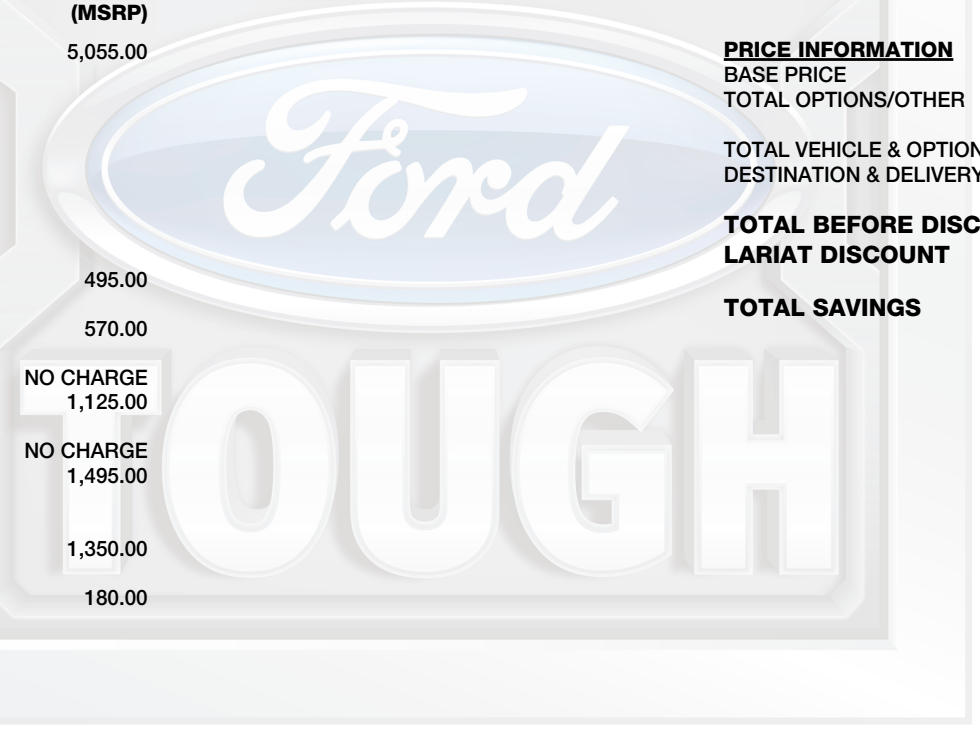 (MSRP)
5,055.00
495.00
570.00
NO CHARGE
1,125.00
NO CHARGE
1,495.00
1,350.00
180.00
PRICE INFORMATION
BASE PRICE
TOTAL OPTIONS/OTHER
TOTAL VEHICLE & OPTION
DESTINATION & DELIVERY
TOTAL BEFORE DISC
LARIAT DISCOUNT
TOTAL SAVINGS
Ford
TOUGH